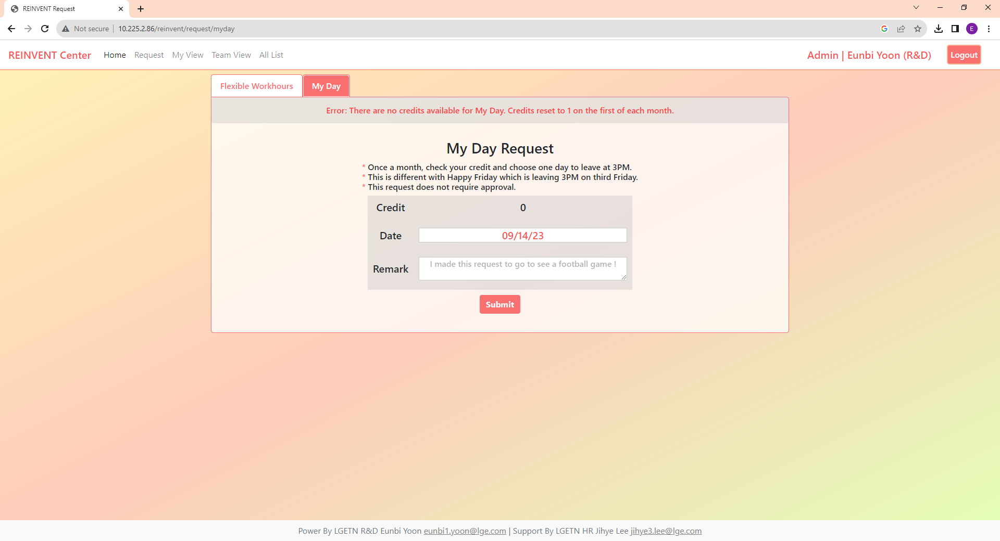 REINVENT Request
Not secure 10.225.2.86/reinvent/request/myday
E
REINVENT Center Home Request My View Team View All List Admin | Eunbi Yoon (R&D) Logout
Flexible Workhours My Day
Error: There are no credits available for My Day. Credits reset to 1 on the first of each month.
My Day Request
* Once a month, check your credit and choose one day to leave at 3PM.
* This is different with Happy Friday which is leaving 3PM on third Friday.
* This request does not require approval.
Credit 0
Date 09/14/23
Remark I made this request to go to see a football game !
Submit
Power By LGETN R&D Eunbi Yoon eunbi1.yoon@lge.com | Support By LGETN HR Jihye Lee jihye3.lee@lge.com